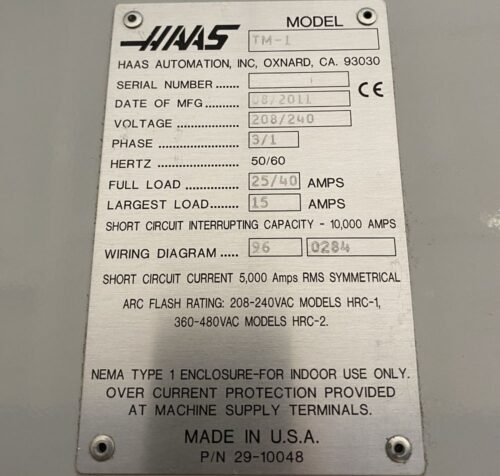 HAAS MODEL TM-1
HAAS AUTOMATION, INC, OXNARD, CA. 93030
SERIAL NUMBER ........
DATE OF MFG........ 08/2011 CE
VOLTAGE ................ 208/240
PHASE .................... 3/1
HERTZ 50/60
FULL LOAD ............ 25/40 AMPS
LARGEST LOAD ..... 15 AMPS
SHORT CIRCUIT INTERRUPTING CAPACITY - 10,000 AMPS
WIRING DIAGRAM ..... 96 0284
SHORT CIRCUIT CURRENT 5,000 Amps RMS SYMMETRICAL
ARC FLASH RATING: 208-240VAC MODELS HRC-1,
360-480VAC MODELS HRC-2.
NEMA TYPE 1 ENCLOSURE-FOR INDOOR USE ONLY.
OVER CURRENT PROTECTION PROVIDED
AT MACHINE SUPPLY TERMINALS.
MADE IN U.S.A.
P/N 29-10048